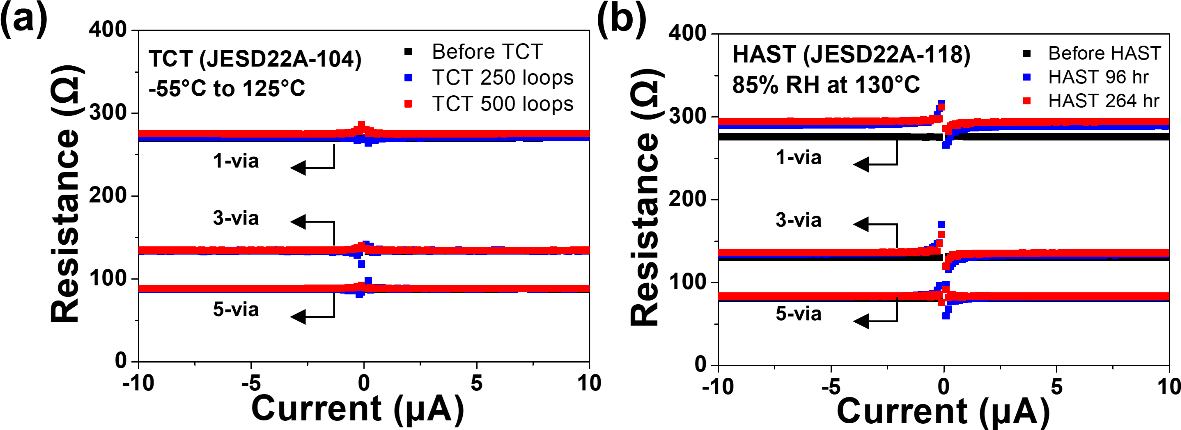 (a)
Resistance (Ω)
400
300
200
100
0
TCT (JESD22A-104)
-55°C to 125°C
Before TCT
TCT 250 loops
TCT 500 loops
1-via
3-via
5-via
-10
-5
0
5
10
Current (µA)
(b)
Resistance (Ω)
400
300
200
100
0
HAST (JESD22A-118)
85% RH at 130°C
Before HAST
HAST 96 hr
HAST 264 hr
1-via
3-via
5-via
-10
-5
0
5
10
Current (µA)